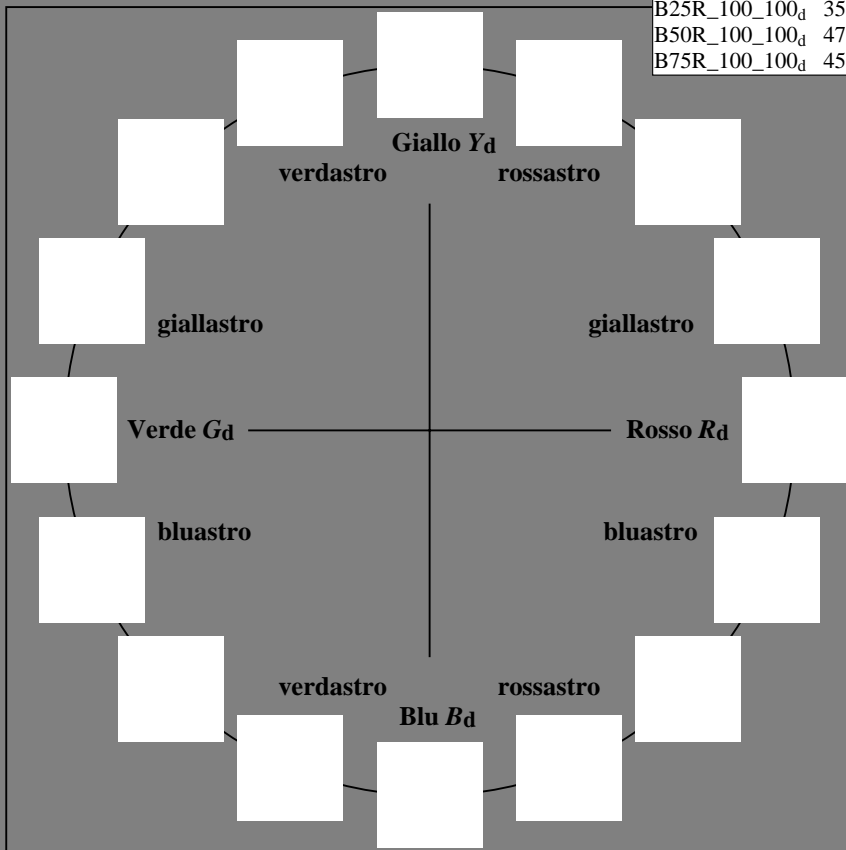 B25R_100_100d 35
B50R_100_100d 47
B75R_100_100d 45
Giallo Yd
verdastro rossastro
giallastro giallastro
Verde Gd Rosso Rd
bluastro bluastro
verdastro rossastro
Blu Bd